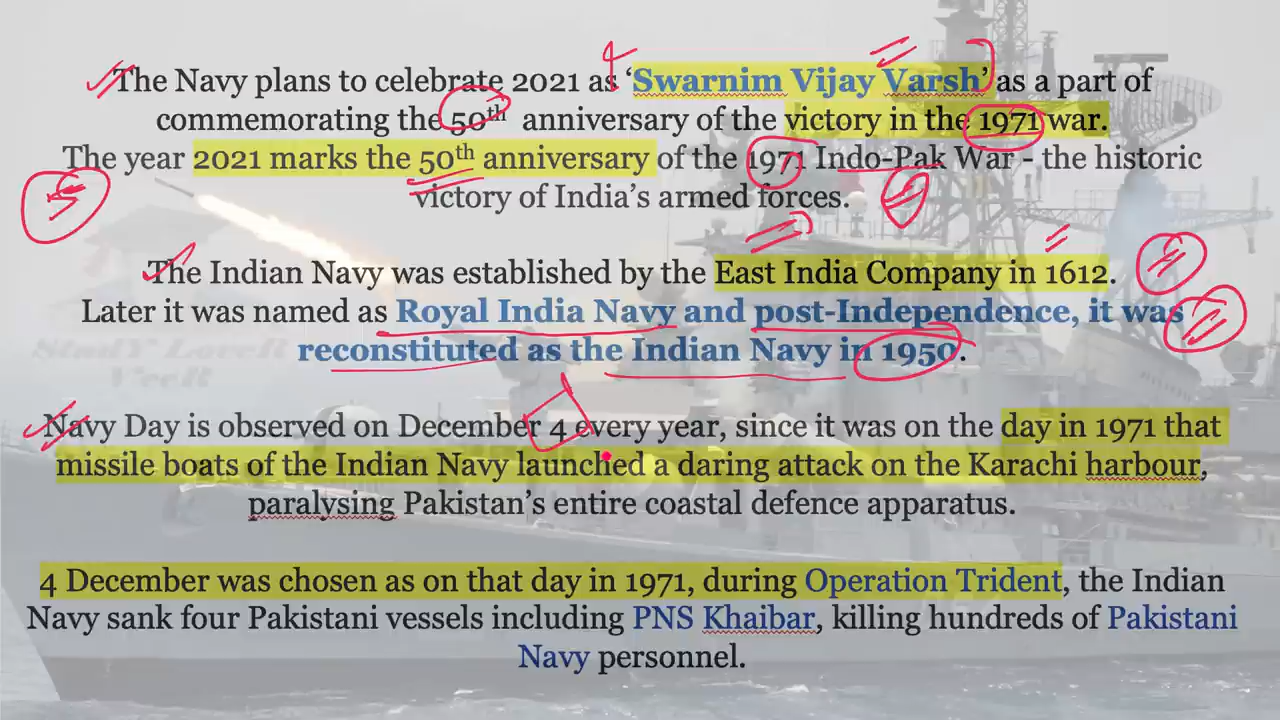 The Navy plans to celebrate 2021 as ‘Swarnim Vijay Varsh’ as a part of
commemorating the 50th anniversary of the victory in the 1971 war.
The year 2021 marks the 50th anniversary of the 1971 Indo-Pak War - the historic
victory of India’s armed forces.
The Indian Navy was established by the East India Company in 1612.
Later it was named as Royal India Navy and post-Independence, it was
reconstituted as the Indian Navy in 1950.
StudY LoveR
VeeR
Navy Day is observed on December 4 every year, since it was on the day in 1971 that
missile boats of the Indian Navy launched a daring attack on the Karachi harbour,
paralysing Pakistan’s entire coastal defence apparatus.
4 December was chosen as on that day in 1971, during Operation Trident, the Indian
Navy sank four Pakistani vessels including PNS Khaibar, killing hundreds of Pakistani
Navy personnel.